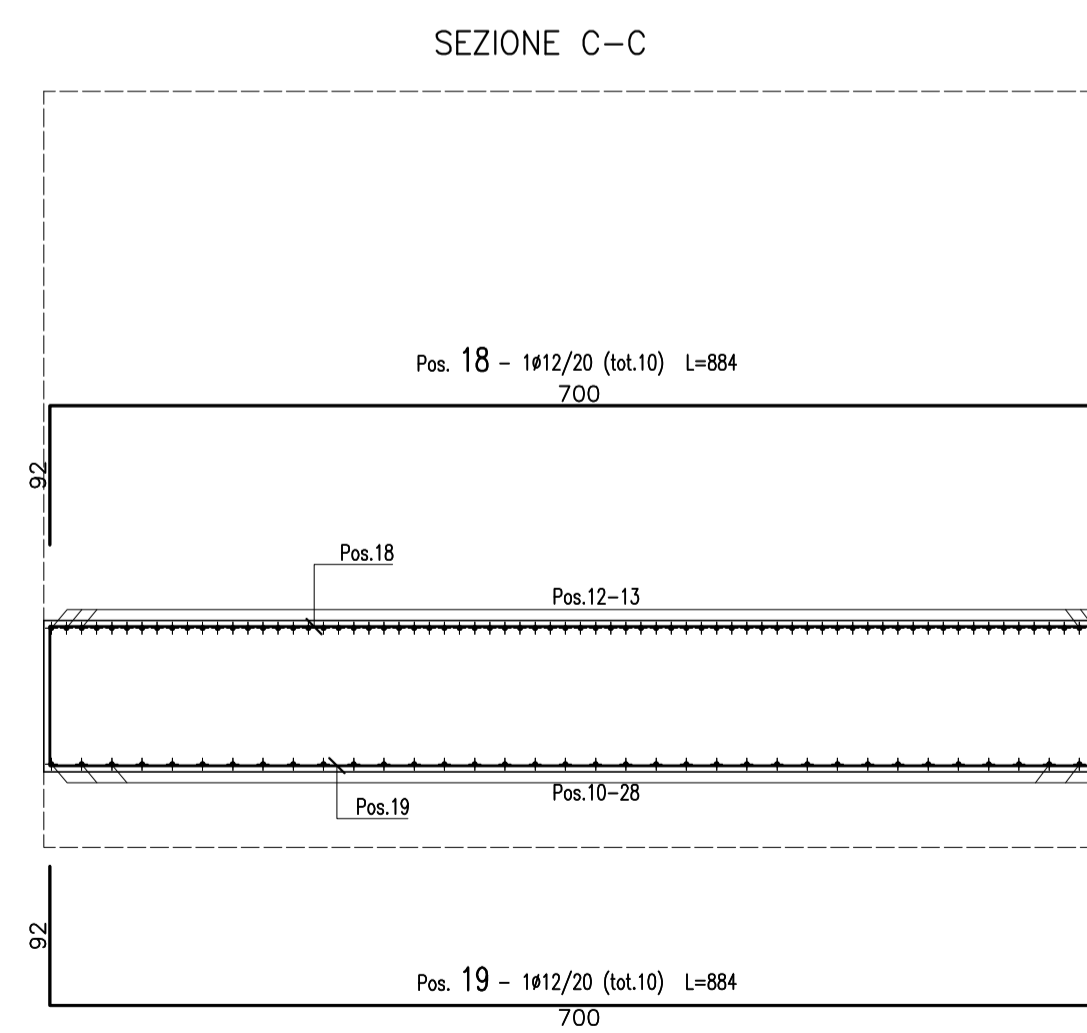 SEZIONE C-C
Pos. 18 - 1ø12/20 (tot.10) L=884
700
92
Pos.18
Pos.12-13
Pos.10-28
Pos.19
92
Pos. 19 - 1ø12/20 (tot.10) L=884
700